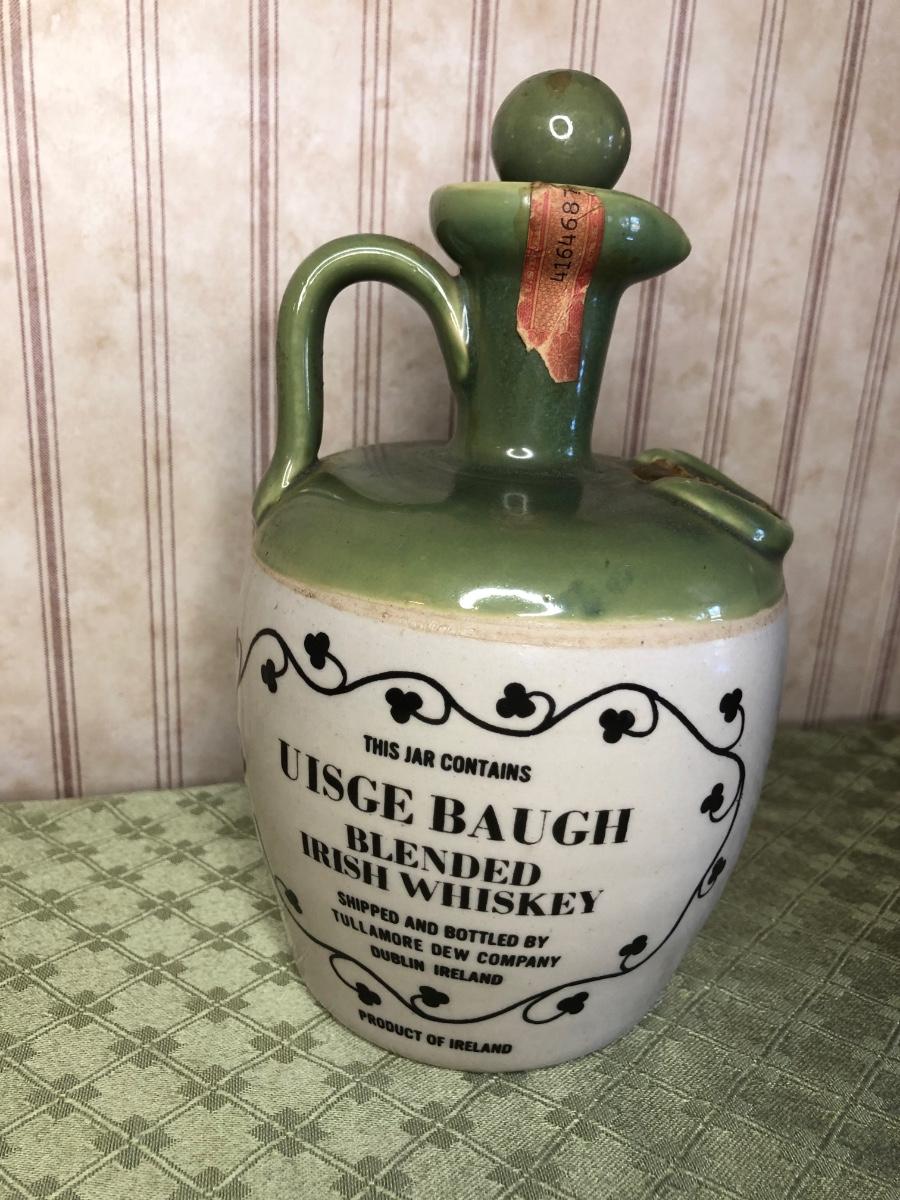 4164687
THIS JAR CONTAINS
UISGE BAUGH
BLENDED
IRISH WHISKEY
SHIPPED AND BOTTLED BY
TULLAMORE DEW COMPANY
DUBLIN IRELAND
PRODUCT OF IRELAND